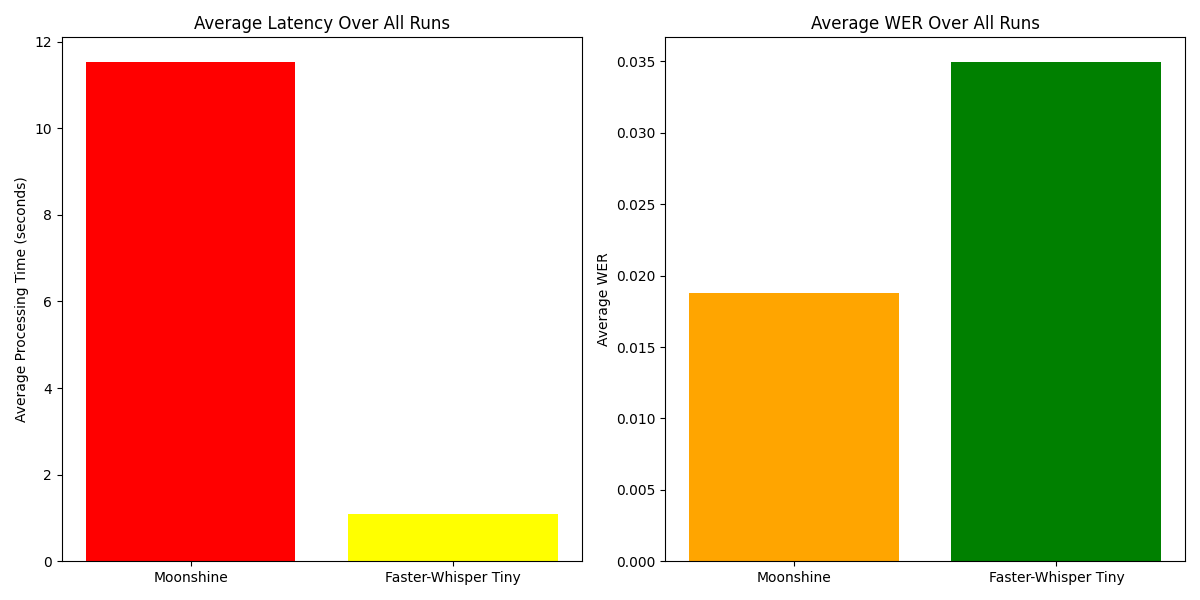 Average Latency Over All Runs
Average Processing Time (seconds)
12
10
8
6
4
2
0
Moonshine
Faster-Whisper Tiny
Average WER Over All Runs
Average WER
0.035
0.030
0.025
0.020
0.015
0.010
0.005
0.000
Moonshine
Faster-Whisper Tiny